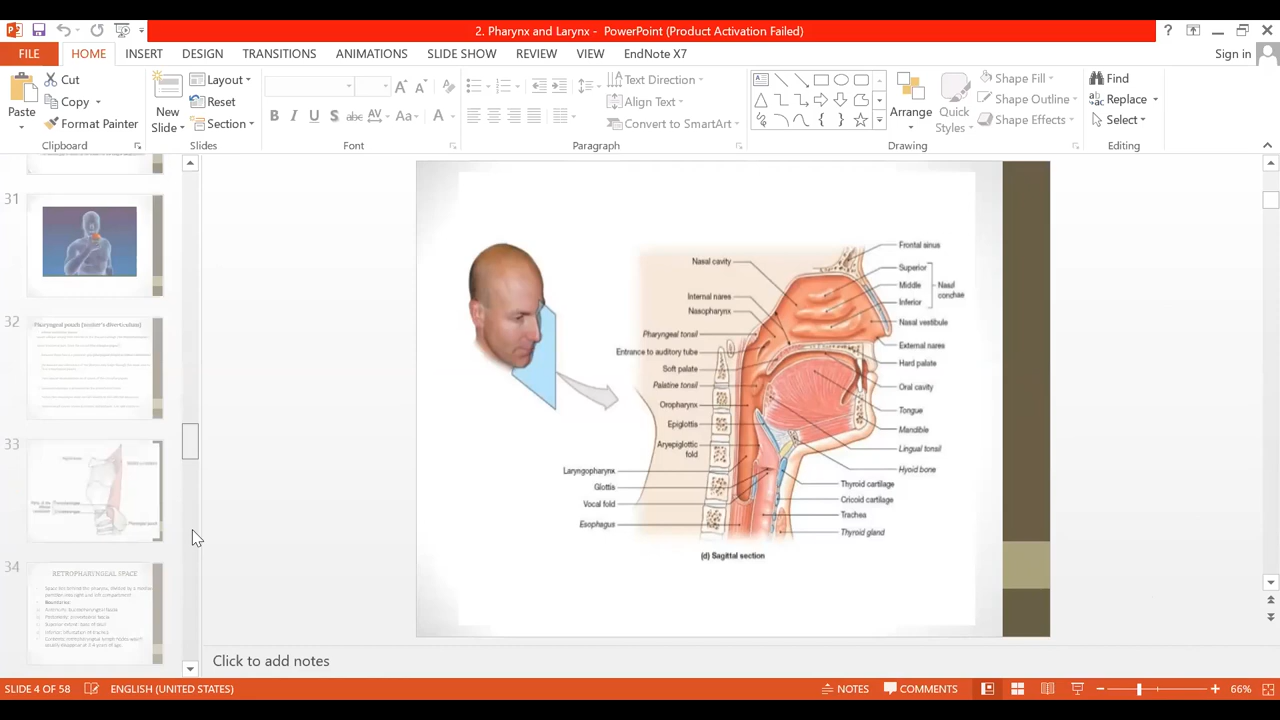 2. Pharynx and Larynx - PowerPoint (Product Activation Failed)
FILE HOME INSERT DESIGN TRANSITIONS ANIMATIONS SLIDE SHOW REVIEW VIEW EndNote X7 Sign in
Paste
Cut
Copy
Format Painter
Clipboard
New
Slide
Layout
Reset
Section
Slides
B I U S abc AV Aa A
Font
Text Direction
Align Text
Convert to SmartArt
Paragraph
Arrange
Quick
Styles
Shape Fill
Shape Outline
Shape Effects
Drawing
Find
Replace
Select
Editing
31
32
Pharyngeal pouch
33
34
RETROPHARYNGEAL SPACE
Nasal cavity
Internal nares
Nasopharynx
Pharyngeal tonsil
Entrance to auditory tube
Soft palate
Palatine tonsil
Oropharynx
Epiglottis
Aryepiglottic
fold
Laryngopharynx
Glottis
Vocal fold
Esophagus
Frontal sinus
Superior
Middle
Inferior
Nasal
conchae
Nasal vestibule
External nares
Hard palate
Oral cavity
Tongue
Mandible
Lingual tonsil
Hyoid bone
Thyroid cartilage
Cricoid cartilage
Trachea
Thyroid gland
(d) Sagittal section
Click to add notes
SLIDE 4 OF 58 ENGLISH (UNITED STATES) NOTES COMMENTS 66%